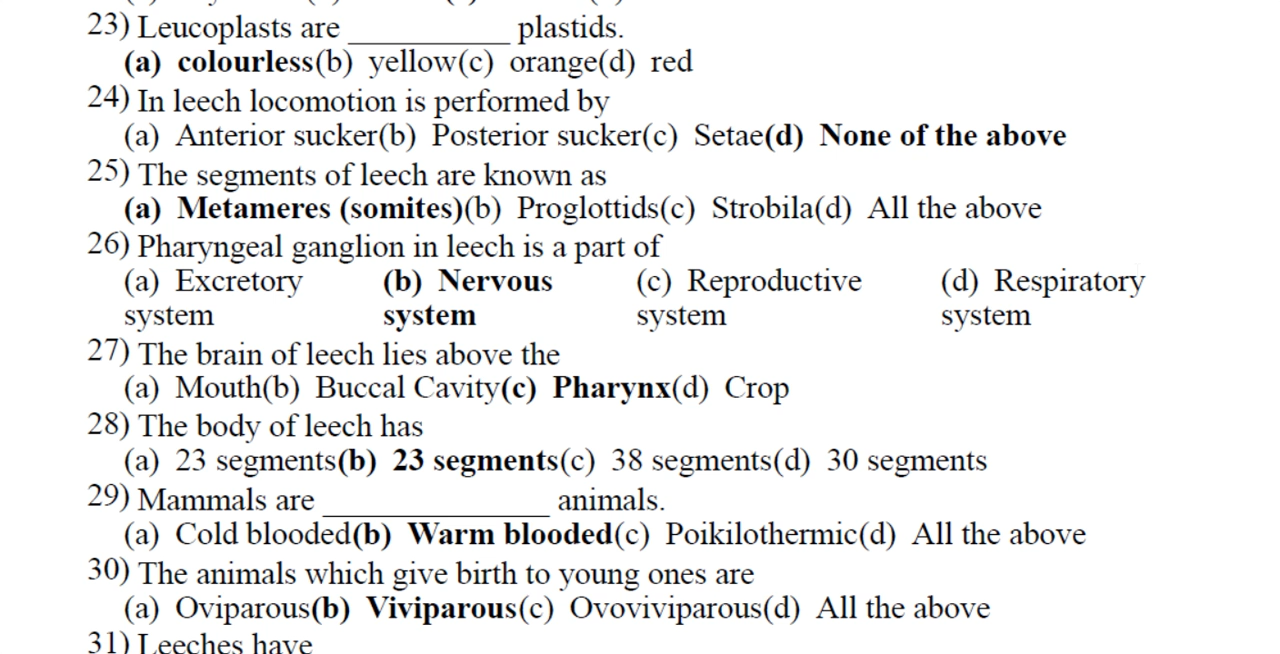 23) Leucoplasts are __________ plastids.
(a) colourless(b) yellow(c) orange(d) red
24) In leech locomotion is performed by
(a) Anterior sucker(b) Posterior sucker(c) Setae(d) None of the above
25) The segments of leech are known as
(a) Metameres (somites)(b) Proglottids(c) Strobila(d) All the above
26) Pharyngeal ganglion in leech is a part of
(a) Excretory (b) Nervous (c) Reproductive (d) Respiratory
system system system system
27) The brain of leech lies above the
(a) Mouth(b) Buccal Cavity(c) Pharynx(d) Crop
28) The body of leech has
(a) 23 segments(b) 23 segments(c) 38 segments(d) 30 segments
29) Mammals are ______________ animals.
(a) Cold blooded(b) Warm blooded(c) Poikilothermic(d) All the above
30) The animals which give birth to young ones are
(a) Oviparous(b) Viviparous(c) Ovoviviparous(d) All the above
31) Leeches have